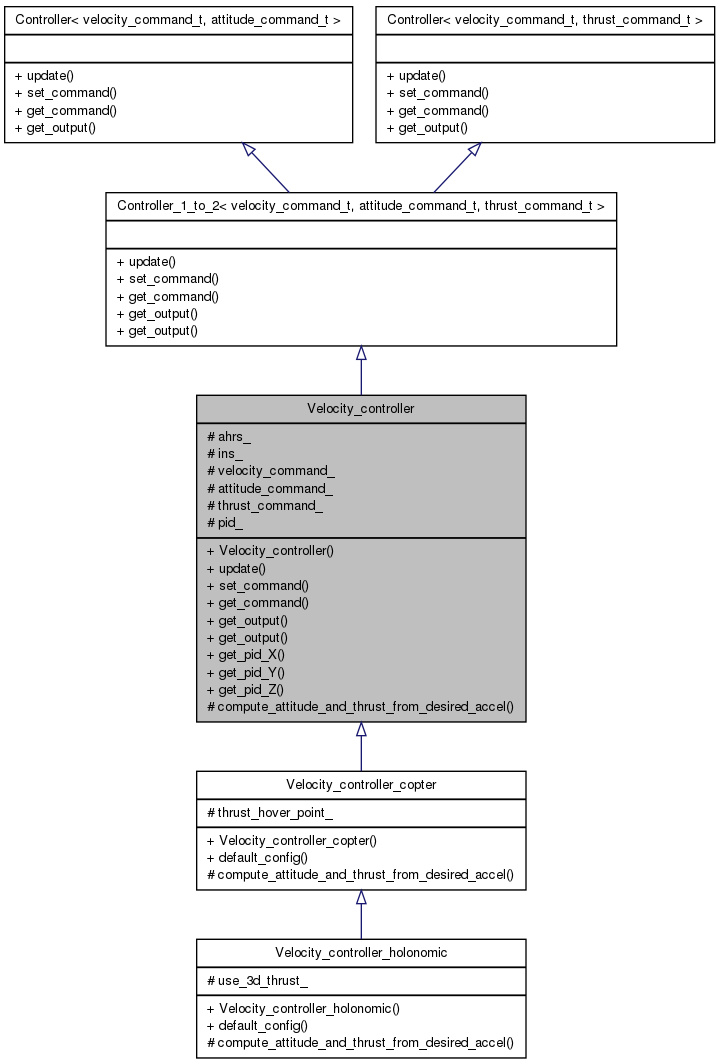 Controller< velocity_command_t, attitude_command_t >
+ update()
+ set_command()
+ get_command()
+ get_output()
Controller< velocity_command_t, thrust_command_t >
+ update()
+ set_command()
+ get_command()
+ get_output()
Controller_1_to_2< velocity_command_t, attitude_command_t, thrust_command_t >
+ update()
+ set_command()
+ get_command()
+ get_output()
+ get_output()
Velocity_controller
# ahrs_
# ins_
# velocity_command_
# attitude_command_
# thrust_command_
# pid_
+ Velocity_controller()
+ update()
+ set_command()
+ get_command()
+ get_output()
+ get_output()
+ get_pid_X()
+ get_pid_Y()
+ get_pid_Z()
# compute_attitude_and_thrust_from_desired_accel()
Velocity_controller_copter
# thrust_hover_point_
+ Velocity_controller_copter()
+ default_config()
# compute_attitude_and_thrust_from_desired_accel()
Velocity_controller_holonomic
# use_3d_thrust_
+ Velocity_controller_holonomic()
+ default_config()
# compute_attitude_and_thrust_from_desired_accel()